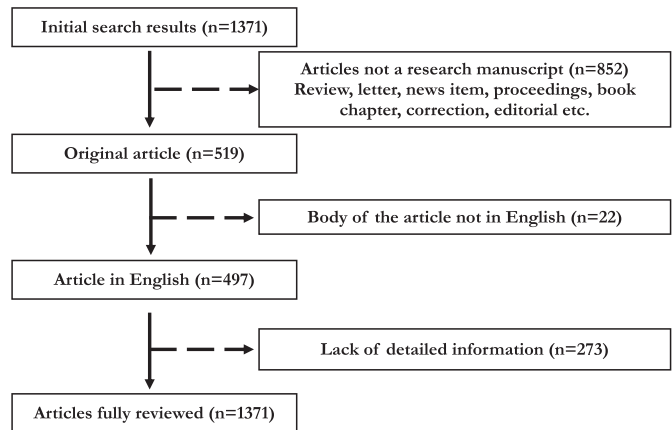 Initial search results (n=1371)
Articles not a research manuscript (n=852)
Review, letter, news item, proceedings, book
chapter, correction, editorial etc.
Original article (n=519)
Body of the article not in English (n=22)
Article in English (n=497)
Lack of detailed information (n=273)
Articles fully reviewed (n=1371)